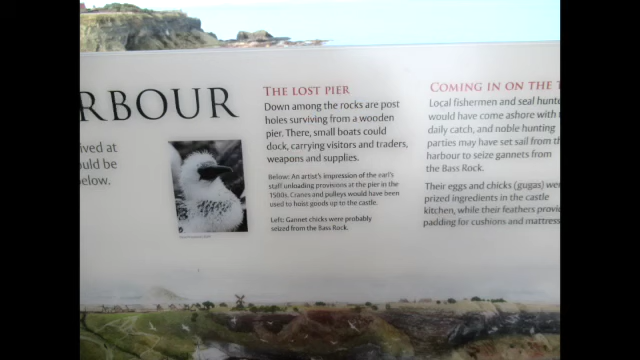 RBOUR
ived at
uld be
elow.
THE LOST PIER
Down among the rocks are post
holes surviving from a wooden
pier. There, small boats could
dock, carrying visitors and traders,
weapons and supplies.
Below: An artist's impression of the earl's
staff unloading provisions at the pier in the
1500s. Cranes and pulleys would have been
used to hoist goods up to the castle.
Left: Gannet chicks were probably
seized from the Bass Rock.
COMING IN ON THE
Local fishermen and seal hunte
would have come ashore with
daily catch, and noble hunting
parties may have set sail from th
harbour to seize gannets from
the Bass Rock.
Their eggs and chicks (gugas) wer
prized ingredients in the castle
kitchen, while their feathers provi
padding for cushions and mattress